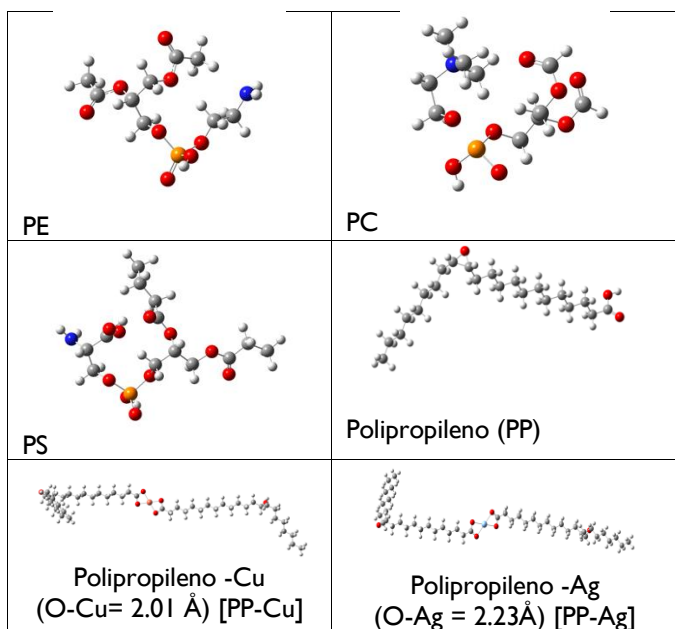 PE
PC
PS
Polipropileno (PP)
Polipropileno -Cu
(O-Cu= 2.01 Å) [PP-Cu]
Polipropileno -Ag
(O-Ag = 2.23Å) [PP-Ag]